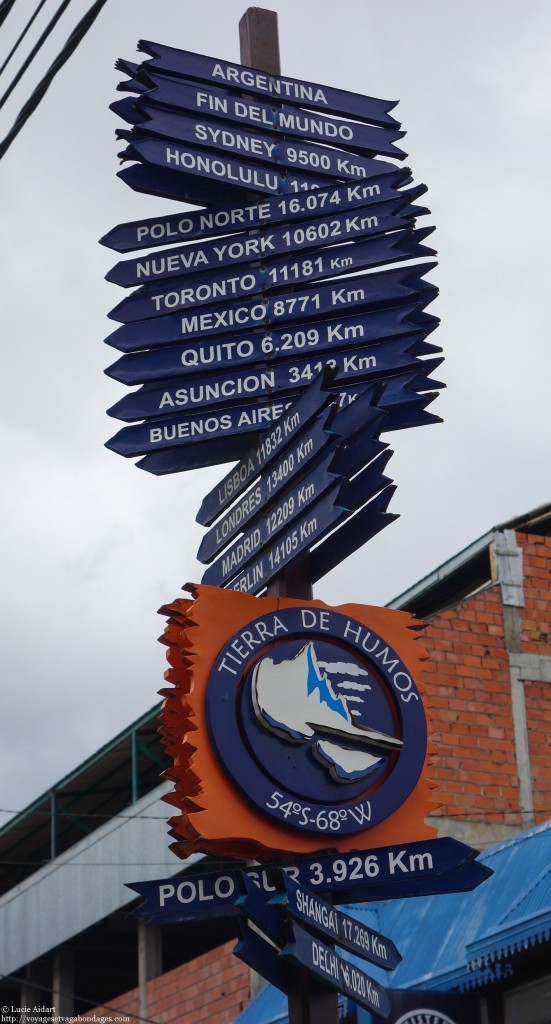 ARGENTINA
FIN DEL MUNDO
SYDNEY 9500 Km
HONOLULU
POLO NORTE 16.074 Km
NUEVA YORK 10602 Km
TORONTO 11181 Km
MEXICO 8771 Km
QUITO 6.209 Km
ASUNCION 3413 Km
BUENOS AIRES
LISBOA 11832 Km
LONDRES 13400 Km
MADRID 12209 Km
14105 Km
TIERRA DE HUMOS
54ºS-68ºW
POLO SUR 3.926 Km
SHANGAI 17.269 Km
DELHI
© Lucie Aidart
http://voyagesetvagabondages.com/